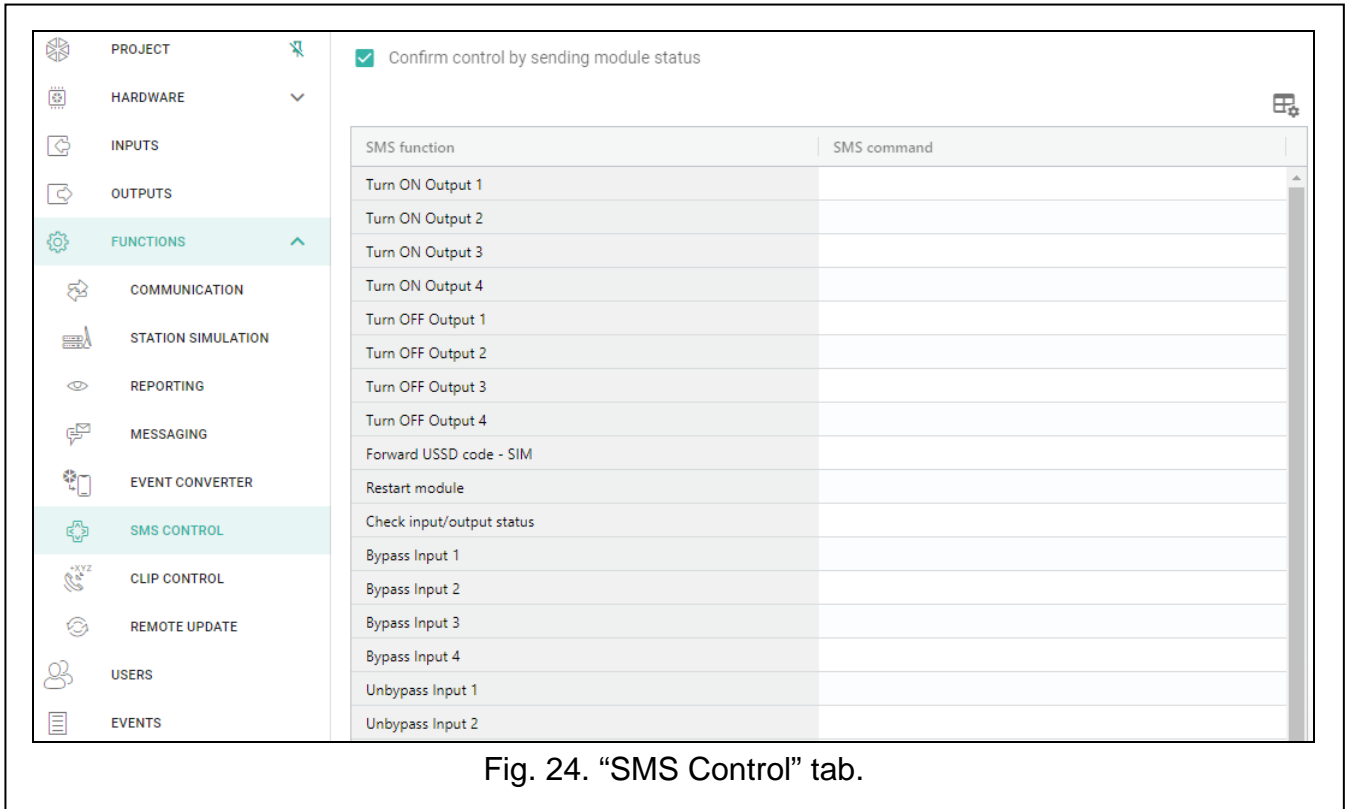 PROJECT
HARDWARE
INPUTS
OUTPUTS
FUNCTIONS
COMMUNICATION
STATION SIMULATION
REPORTING
MESSAGING
EVENT CONVERTER
SMS CONTROL
+XYZ
CLIP CONTROL
REMOTE UPDATE
USERS
EVENTS
Confirm control by sending module status
SMS function SMS command
Turn ON Output 1
Turn ON Output 2
Turn ON Output 3
Turn ON Output 4
Turn OFF Output 1
Turn OFF Output 2
Turn OFF Output 3
Turn OFF Output 4
Forward USSD code - SIM
Restart module
Check input/output status
Bypass Input 1
Bypass Input 2
Bypass Input 3
Bypass Input 4
Unbypass Input 1
Unbypass Input 2
Fig. 24. “SMS Control” tab.